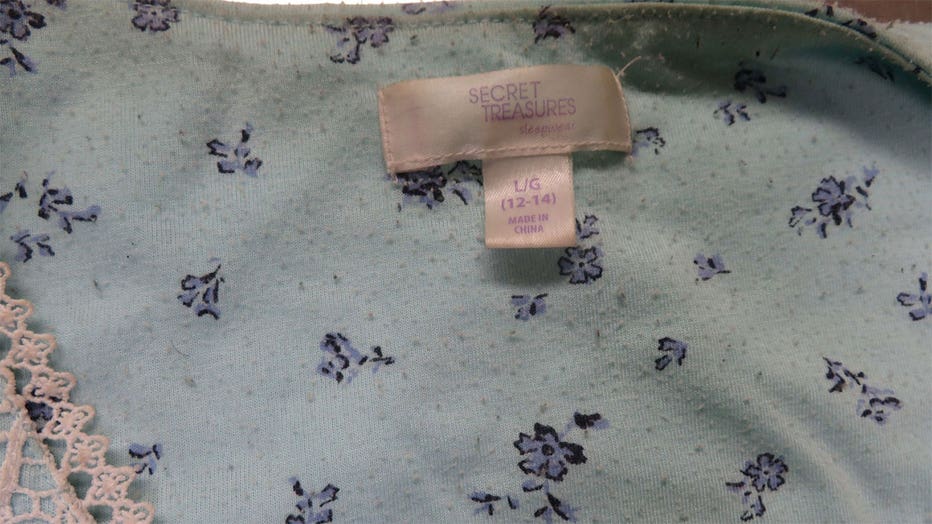 SECRET
TREASURES
sleepwear
L/G
(12-14)
MADE IN
CHINA